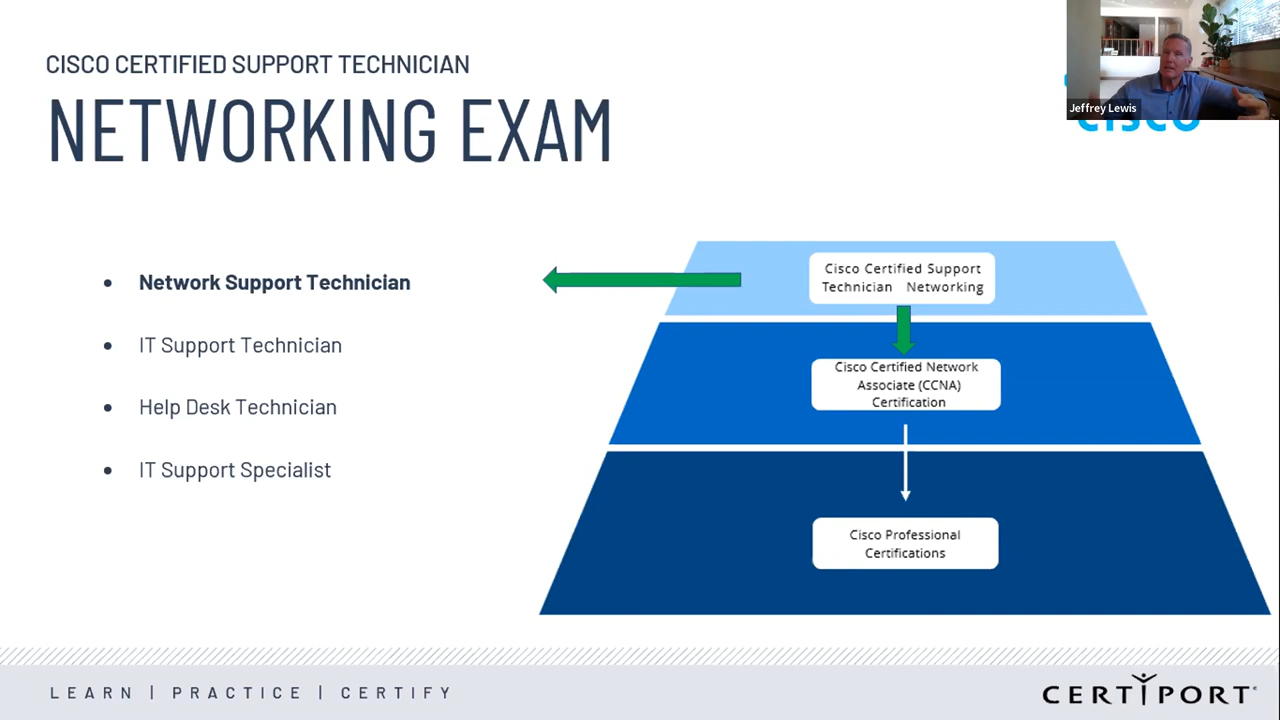 CISCO CERTIFIED SUPPORT TECHNICIAN
NETWORKING EXAM
Jeffrey Lewis
CISCO
• Network Support Technician
• IT Support Technician
• Help Desk Technician
• IT Support Specialist
Cisco Certified Support
Technician Networking
Cisco Certified Network
Associate (CCNA)
Certification
Cisco Professional
Certifications
LEARN | PRACTICE | CERTIFY
CERTIPORT